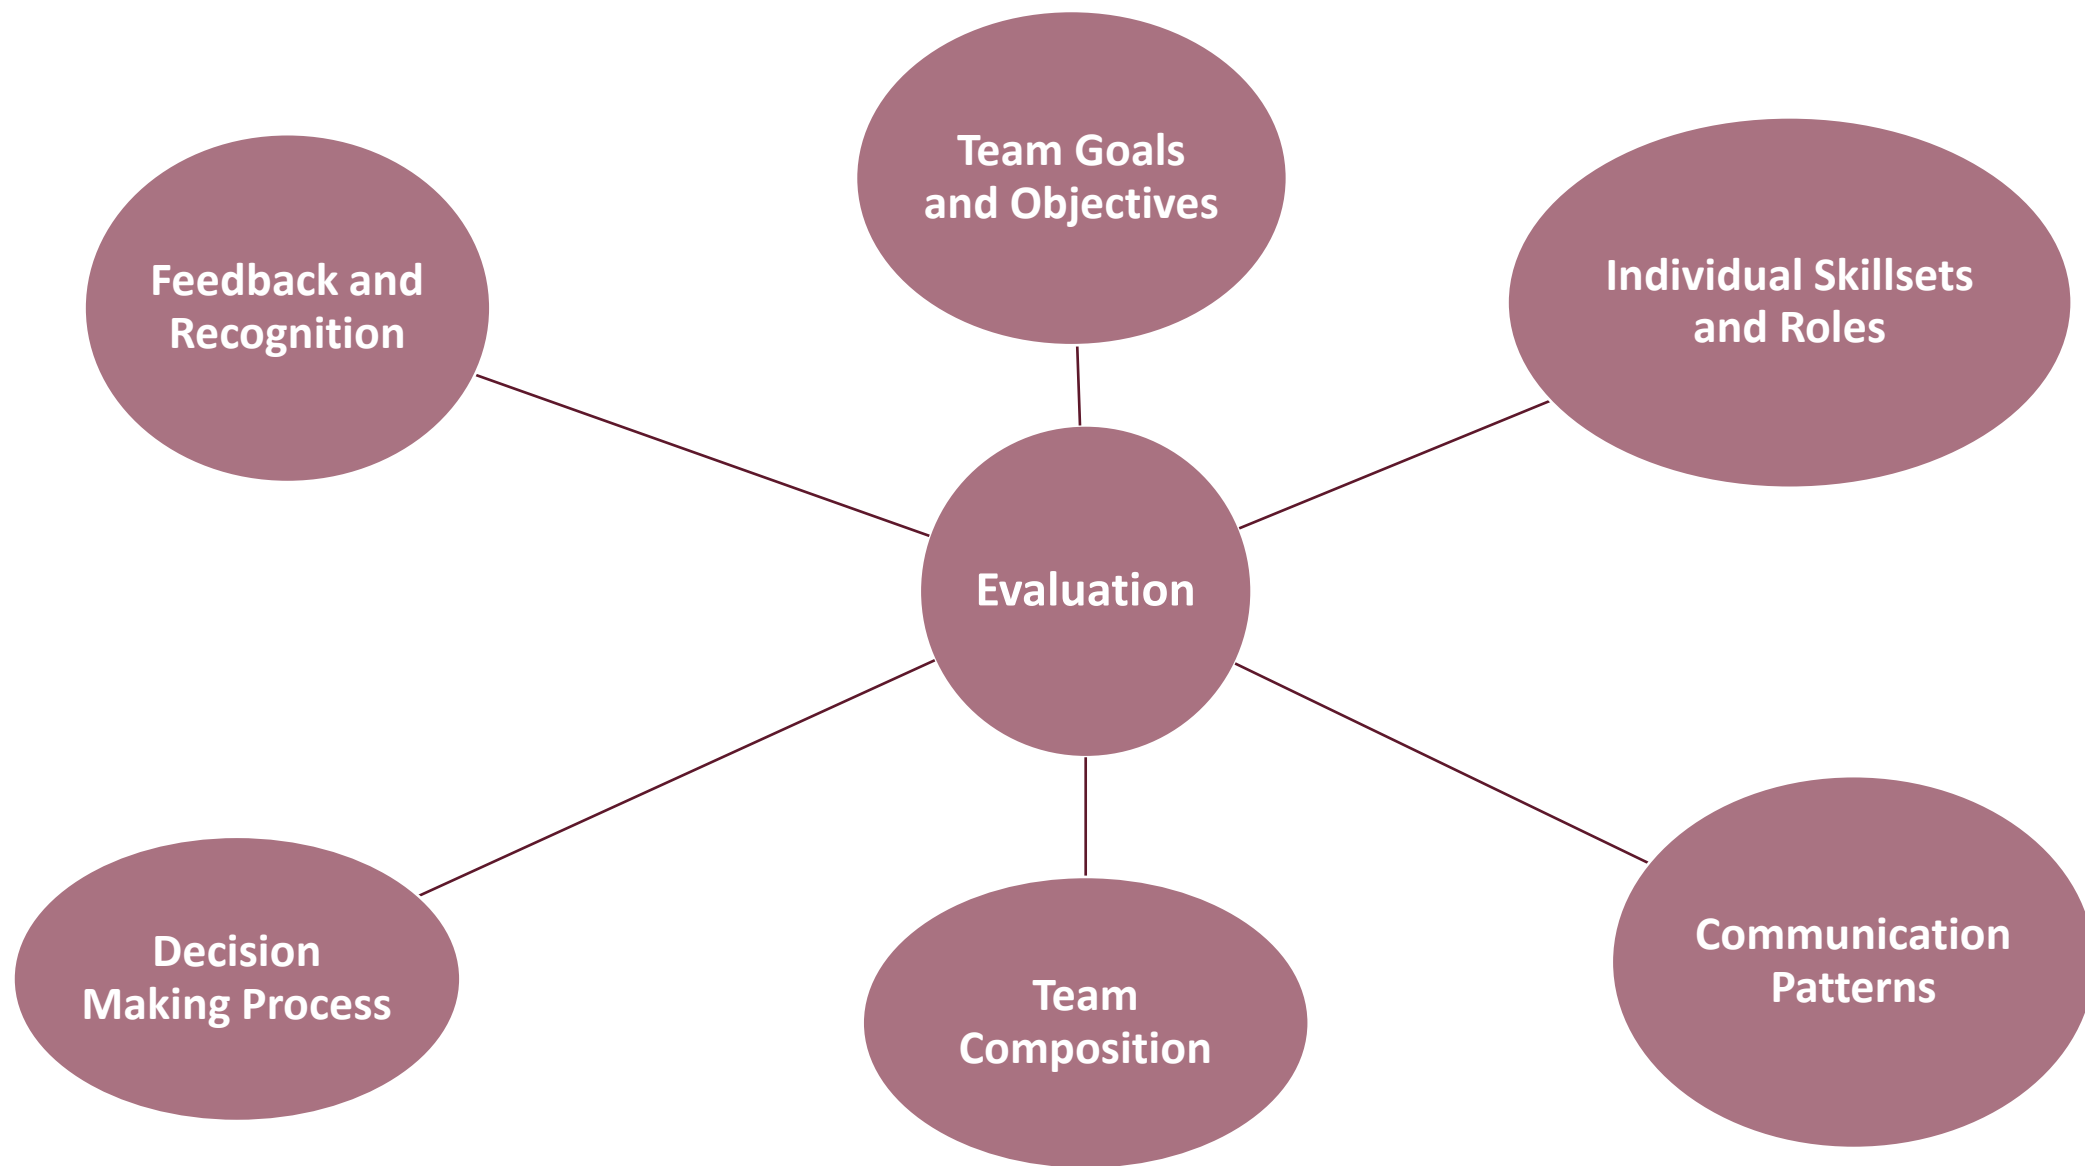 Team Goals
and Objectives
Feedback and
Recognition
Individual Skillsets
and Roles
Evaluation
Decision
Making Process
Team
Composition
Communication
Patterns